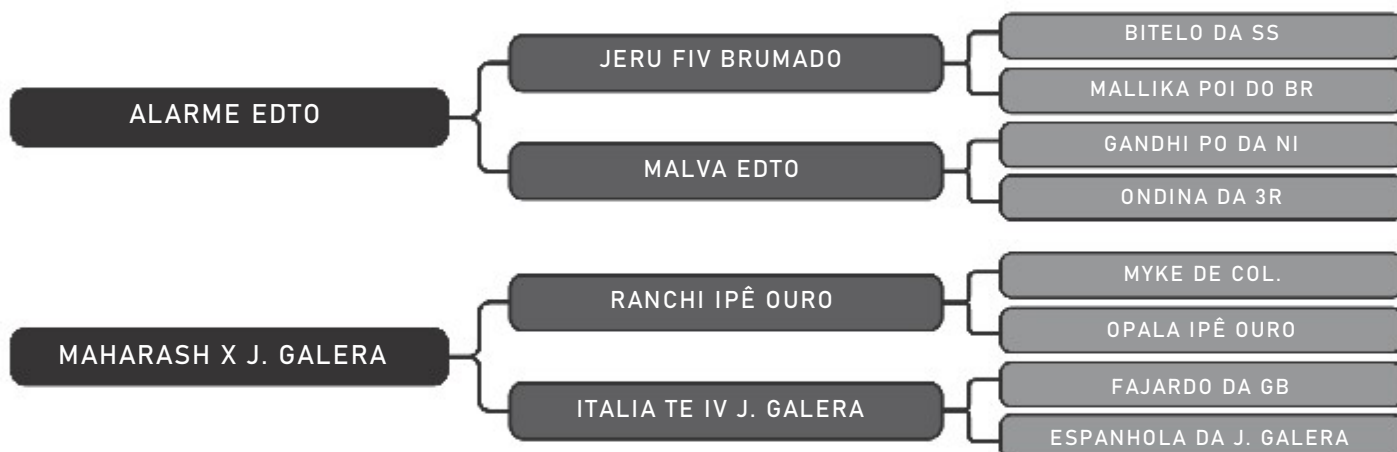 BITELO DA SS
JERU FIV BRUMADO
MALLIKA POI DO BR
ALARME EDTO
GANDHI PO DA NI
MALVA EDTO
ONDINA DA 3R
MYKE DE COL.
RANCHI IPÊ OURO
OPALA IPÊ OURO
MAHARASH X J. GALERA
FAJARDO DA GB
ITALIA TE IV J. GALERA
ESPANHOLA DA J. GALERA